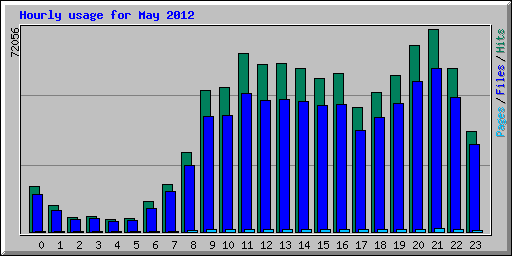 Hourly usage for May 2012
72056
Pages/Files/Hits
0 1 2 3 4 5 6 7 8 9 10 11 12 13 14 15 16 17 18 19 20 21 22 23